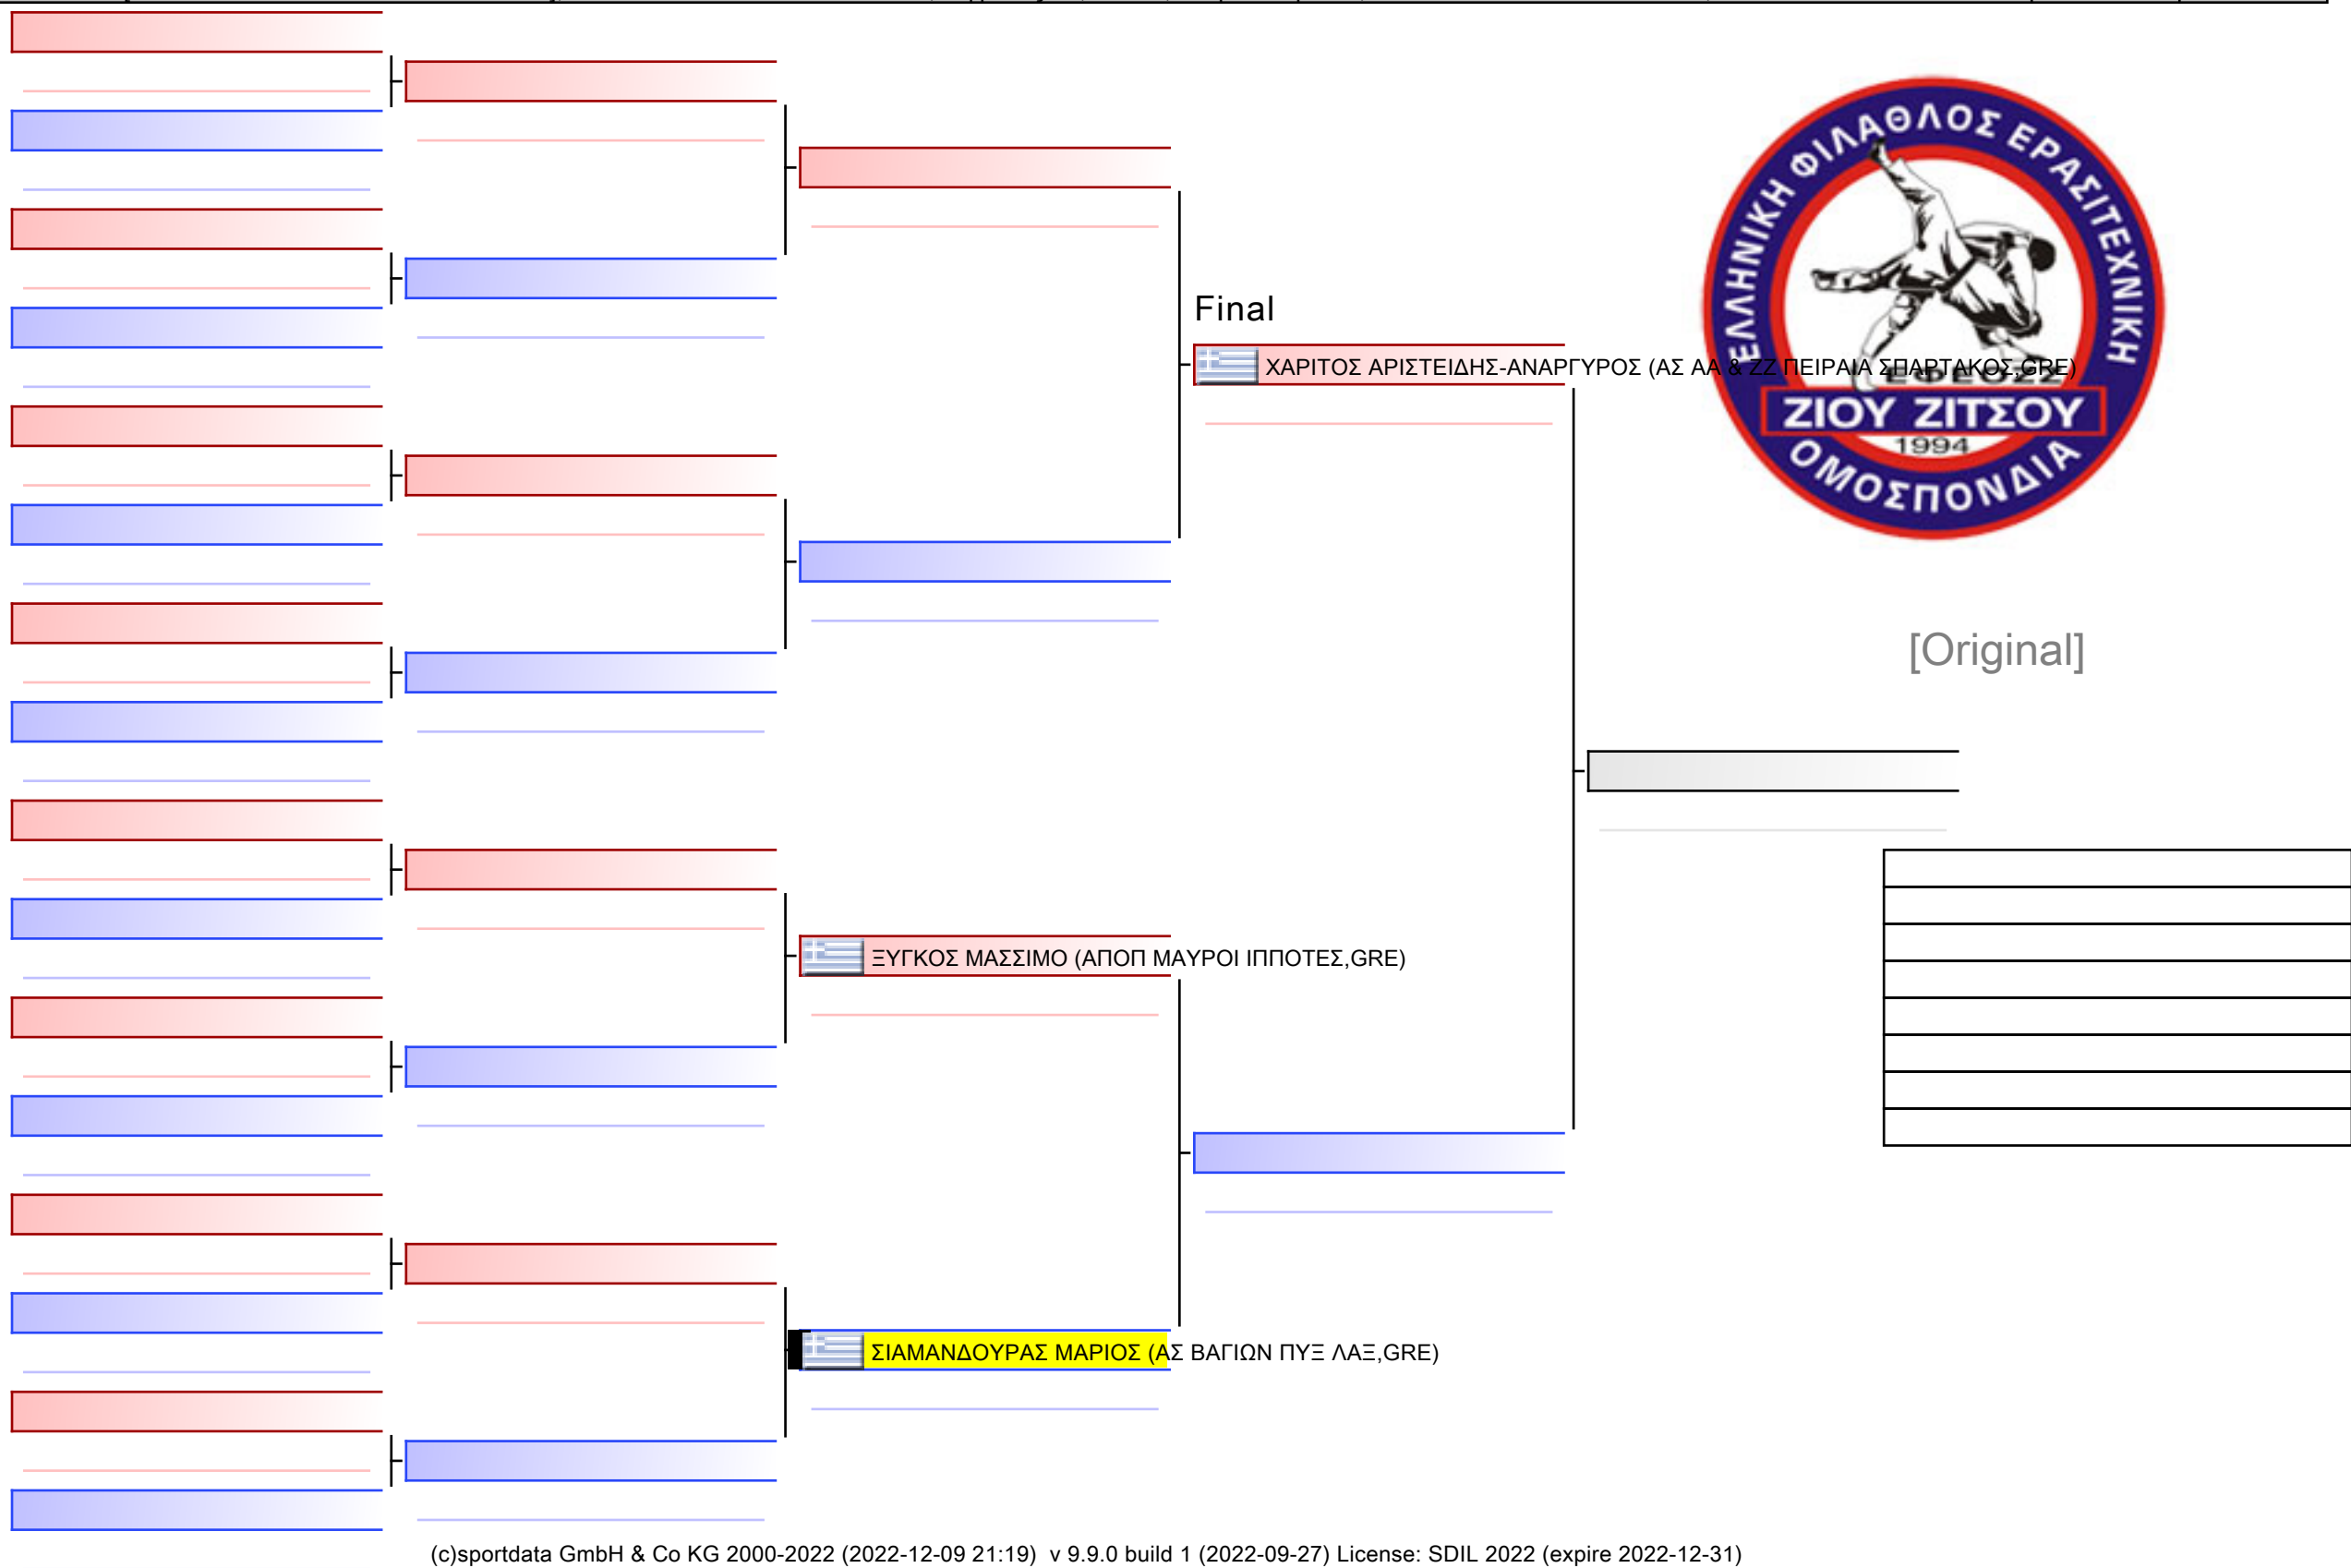 ΕΛΛΗΝΙΚΗ ΦΙΛΑΘΛΟΣ ΕΡΑΣΙΤΕΧΝΙΚΗ
Final
ΧΑΡΙΤΟΣ ΑΡΙΣΤΕΙΔΗΣ-ΑΝΑΡΓΥΡΟΣ (ΑΣ ΑΑ & ΖΖ ΠΕΙΡΑΙΑ ΣΠΑΡΤΑΚΟΣ,GRE)
ΖΙΟΥ ΖΙΤΣΟΥ
1994
ΟΜΟΣΠΟΝΔΙΑ
[Original]
ΞΥΓΚΟΣ ΜΑΣΣΙΜΟ (ΑΠΟΠ ΜΑΥΡΟΙ ΙΠΠΟΤΕΣ,GRE)
ΣΙΑΜΑΝΔΟΥΡΑΣ ΜΑΡΙΟΣ (ΑΣ ΒΑΓΙΩΝ ΠΥΞ ΛΑΞ,GRE)
(c)sportdata GmbH & Co KG 2000-2022 (2022-12-09 21:19) v 9.9.0 build 1 (2022-09-27) License: SDIL 2022 (expire 2022-12-31)